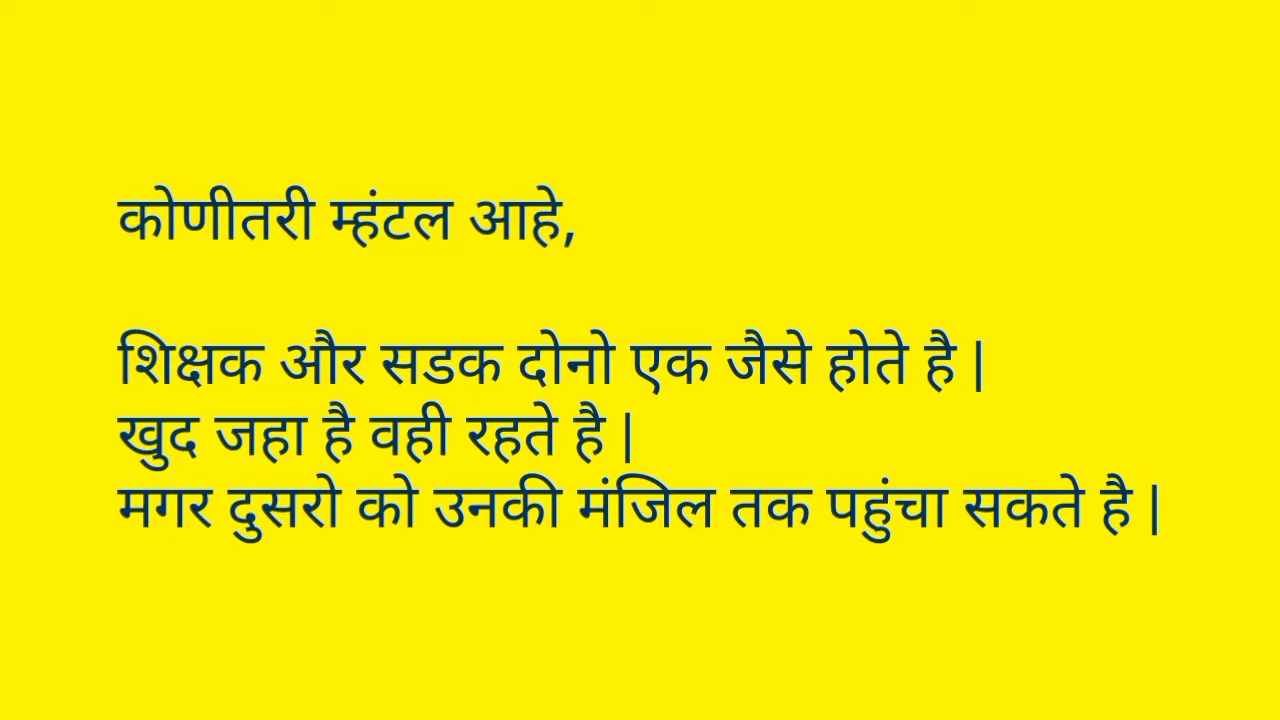 कोणीतरी म्हंटल आहे,
शिक्षक और सडक दोनो एक जैसे होते है |
खुद जहा है वही रहते है |
मगर दुसरो को उनकी मंजिल तक पहुंचा सकते है |